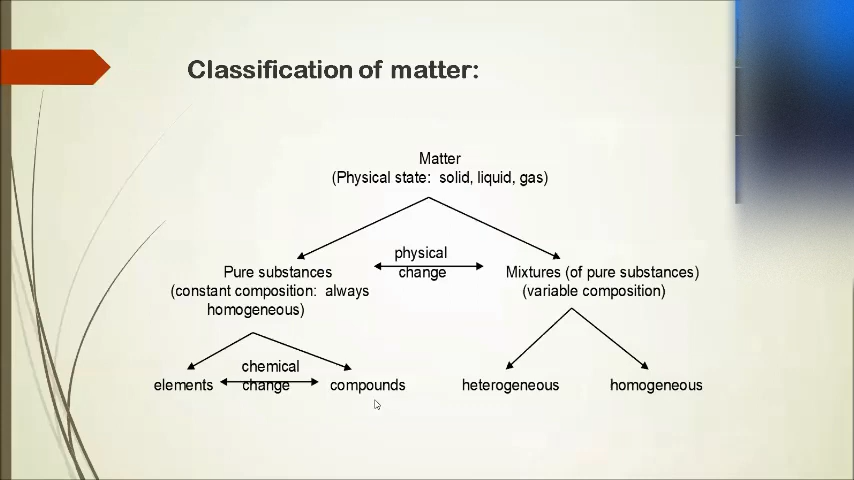 Classification of matter:
Matter
(Physical state: solid, liquid, gas)
physical
change
Pure substances
(constant composition: always
homogeneous)
Mixtures (of pure substances)
(variable composition)
chemical
change
elements
compounds
heterogeneous
homogeneous